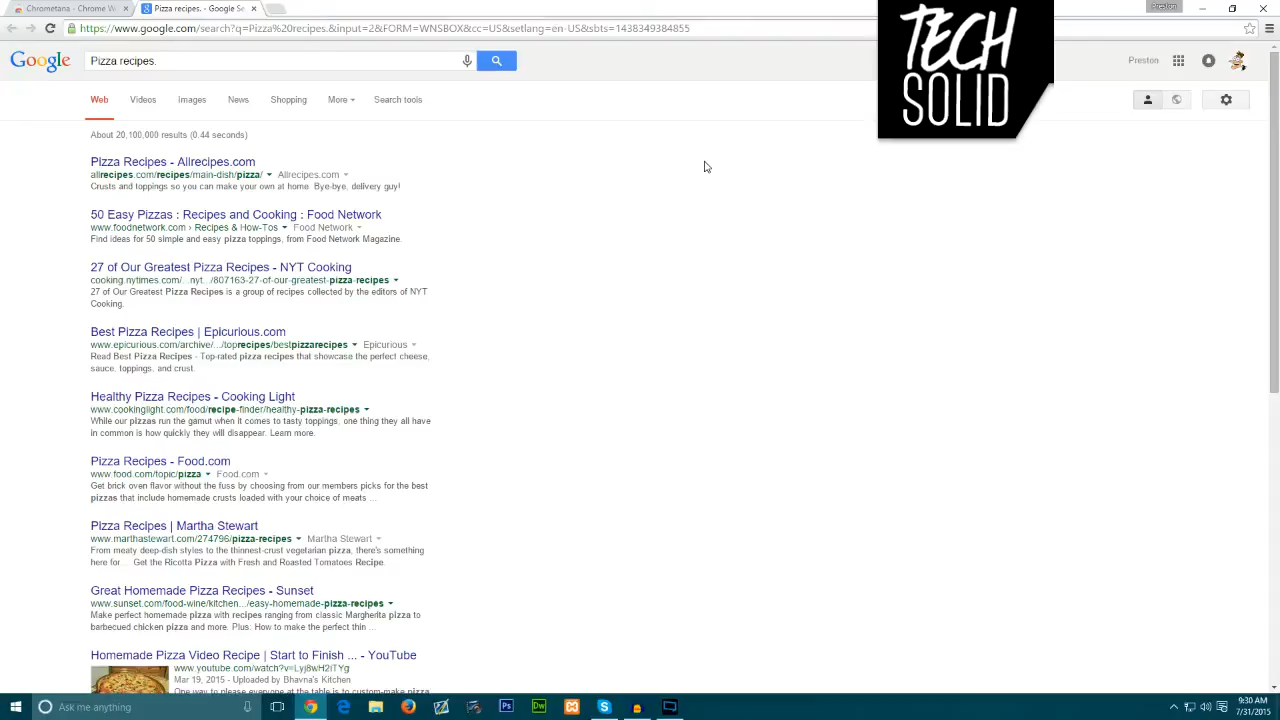 Chrometana - Chrome W
Pizza recipes. - Google Se
Preston
https://www.google.com/search?q=Pizza%20recipes.&input=2&FORM=WNSBOX&cc=US&setlang=en-US&sbts=1438349384855
TECH
SOLID
Google
Pizza recipes.
Preston
Web Videos Images News Shopping More Search tools
About 20,100,000 results (0.44 seconds)
Pizza Recipes - Allrecipes.com
allrecipes.com/recipes/main-dish/pizza/ Allrecipes.com
Crusts and toppings so you can make your own at home. Bye-bye, delivery guy!
50 Easy Pizzas : Recipes and Cooking : Food Network
www.foodnetwork.com › Recipes & How-Tos Food Network
Find ideas for 50 simple and easy pizza toppings, from Food Network Magazine.
27 of Our Greatest Pizza Recipes - NYT Cooking
cooking.nytimes.com/...nyt.../807163-27-of-our-greatest-pizza-recipes
27 of Our Greatest Pizza Recipes is a group of recipes collected by the editors of NYT
Cooking.
Best Pizza Recipes | Epicurious.com
www.epicurious.com/archive/.../toprecipes/bestpizzarecipes Epicurious
Read Best Pizza Recipes - Top-rated pizza recipes that showcase the perfect cheese,
sauce, toppings, and crust.
Healthy Pizza Recipes - Cooking Light
www.cookinglight.com/food/recipe-finder/healthy-pizza-recipes
While our pizzas run the gamut when it comes to tasty toppings, one thing they all have
in common is how quickly they will disappear. Learn more.
Pizza Recipes - Food.com
www.food.com/topic/pizza Food.com
Get brick oven flavor without the fuss by choosing from our members picks for the best
pizzas that include homemade crusts loaded with your choice of meats ...
Pizza Recipes | Martha Stewart
www.marthastewart.com/274796/pizza-recipes Martha Stewart
From meaty deep-dish styles to the thinnest-crust vegetarian pizza, there's something
here for ... Get the Ricotta Pizza with Fresh and Roasted Tomatoes Recipe.
Great Homemade Pizza Recipes - Sunset
www.sunset.com/food-wine/kitchen.../easy-homemade-pizza-recipes
Make perfect homemade pizza with recipes ranging from classic Margherita pizza to
barbecued chicken pizza and more. Plus: How to make the perfect thin ...
Homemade Pizza Video Recipe | Start to Finish ... - YouTube
www.youtube.com/watch?v=Lyj8wH2iTYg
Mar 19, 2015 - Uploaded by Bhavna's Kitchen
One way to please everyone at the table is to custom-make pizza
Ask me anything
Ps
Dw
9:30 AM
7/31/2015